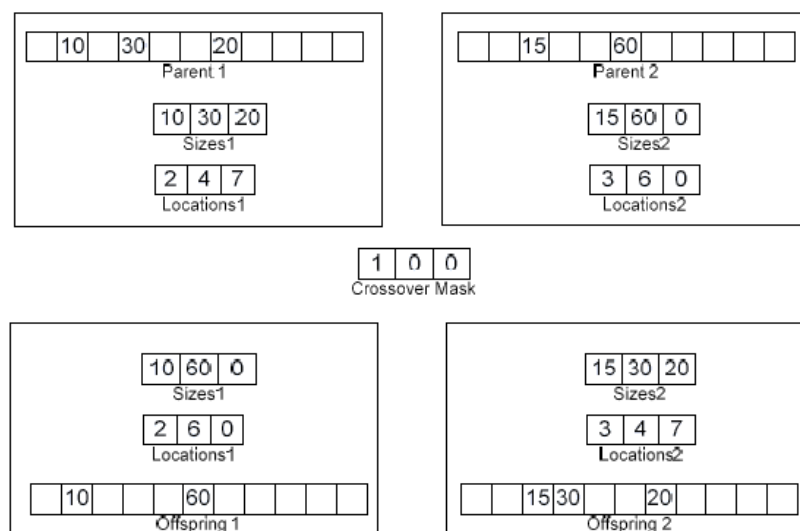 10 30 20
Parent 1
10 30 20
Sizes1
2 4 7
Locations1
15 60
Parent 2
15 60 0
Sizes2
3 6 0
Locations2
1 0 0
Crossover Mask
10 60 0
Sizes1
2 6 0
Locations1
10 60
Offspring 1
15 30 20
Sizes2
3 4 7
Locations2
15 30 20
Offspring 2